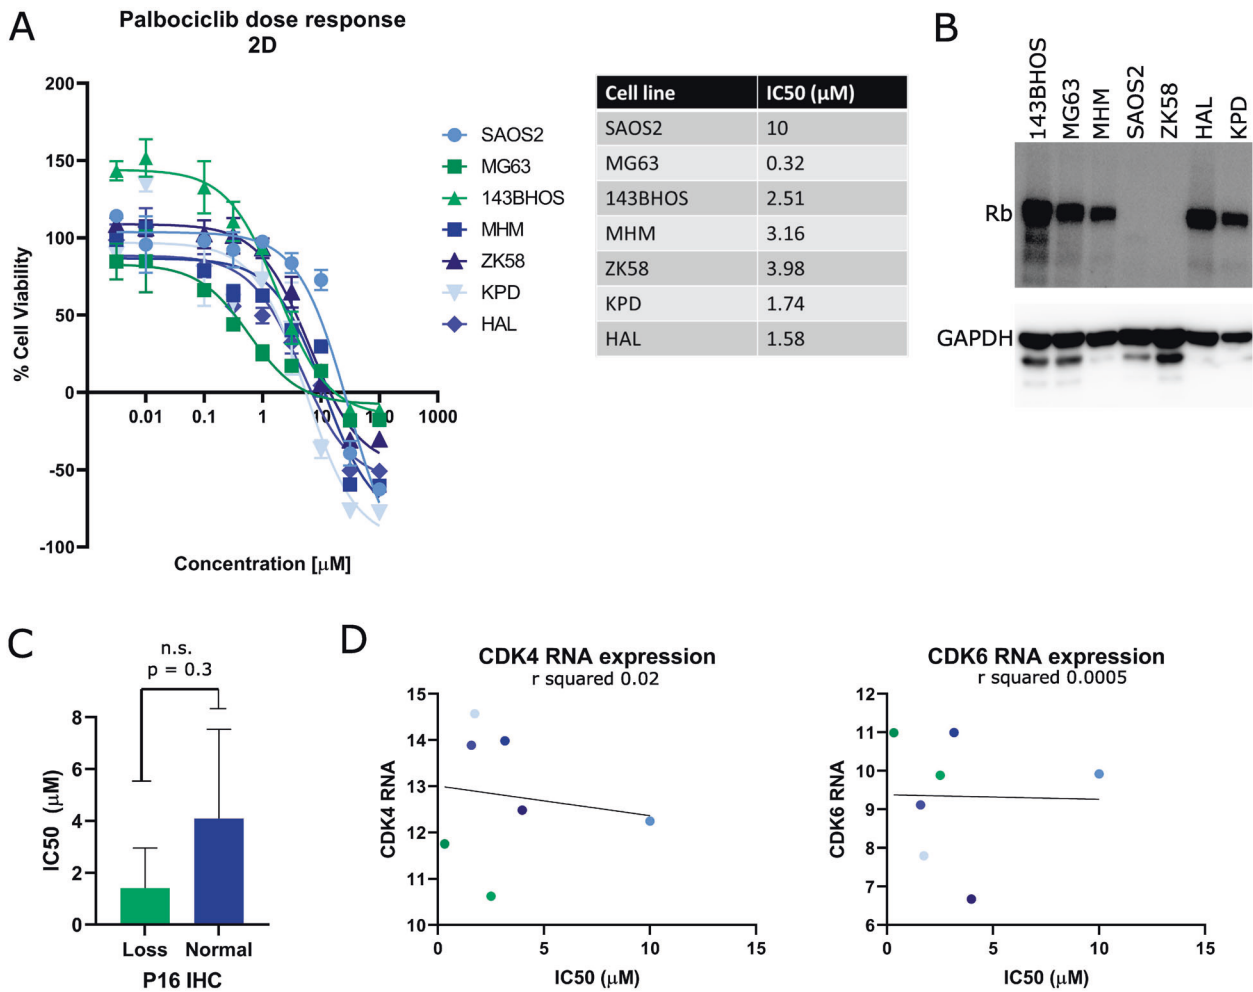 A
Palbociclib dose response
2D
200
150
100
50
0
-50
-100
% Cell Viability
0.01
0.1
1
10
100
1000
Concentration [μM]
SAOS2
MG63
143BHOS
MHM
ZK58
KPD
HAL
Cell line IC50 (μM)
SAOS2 10
MG63 0.32
143BHOS 2.51
MHM 3.16
ZK58 3.98
KPD 1.74
HAL 1.58
B
143BHOS
MG63
MHM
SAOS2
ZK58
HAL
KPD
Rb
GAPDH
C
n.s.
p = 0.3
8
6
4
2
0
IC50 (μM)
Loss Normal
P16 IHC
D
CDK4 RNA expression
r squared 0.02
15
14
13
12
11
10
CDK4 RNA
0 5 10 15
IC50 (μM)
CDK6 RNA expression
r squared 0.0005
12
11
10
9
8
7
6
CDK6 RNA
0 5 10 15
IC50 (μM)